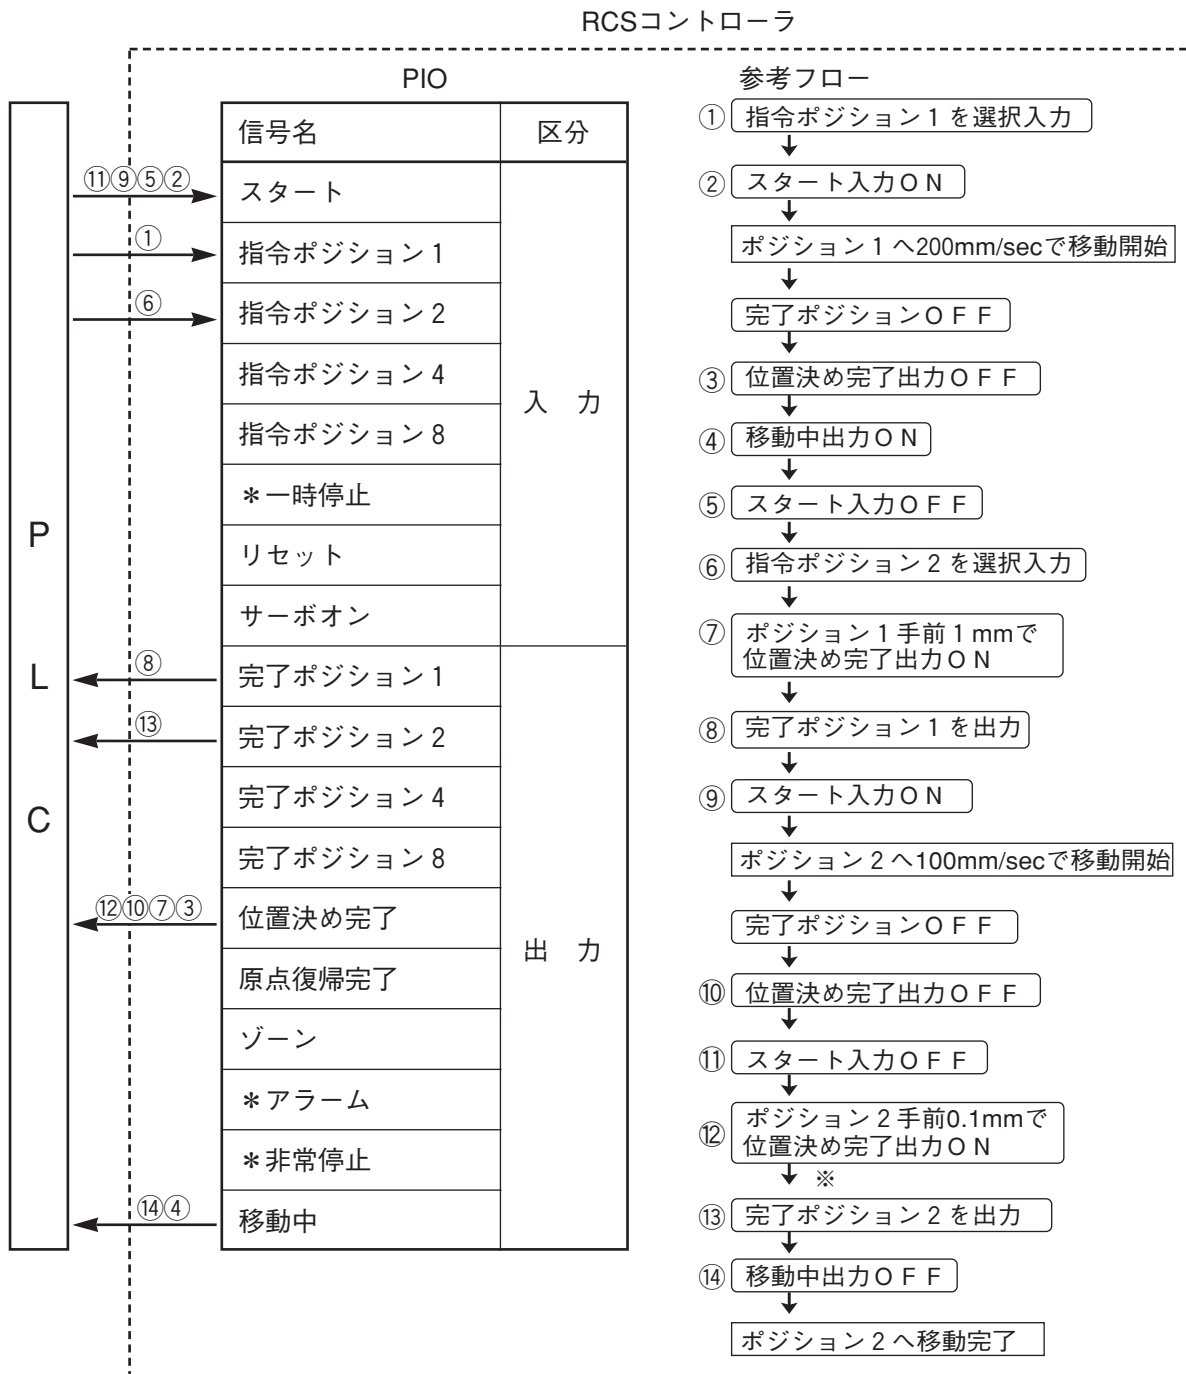 RCSコントローラ
PIO
信号名 区分
⑪⑨⑤② スタート
① 指令ポジション1
⑥ 指令ポジション2
指令ポジション4
指令ポジション8
入 力
＊一時停止
リセット
サーボオン
⑧ 完了ポジション1
⑬ 完了ポジション2
完了ポジション4
完了ポジション8
⑫⑩⑦③ 位置決め完了
出 力
原点復帰完了
ゾーン
＊アラーム
＊非常停止
⑭④ 移動中
P
L
C
参考フロー
① 指令ポジション1を選択入力
② スタート入力ON
ポジション1へ200mm/secで移動開始
完了ポジションOFF
③ 位置決め完了出力OFF
④ 移動中出力ON
⑤ スタート入力OFF
⑥ 指令ポジション2を選択入力
⑦ ポジション1手前1mmで
位置決め完了出力ON
⑧ 完了ポジション1を出力
⑨ スタート入力ON
ポジション2へ100mm/secで移動開始
完了ポジションOFF
⑩ 位置決め完了出力OFF
⑪ スタート入力OFF
⑫ ポジション2手前0.1mmで
位置決め完了出力ON
※
⑬ 完了ポジション2を出力
⑭ 移動中出力OFF
ポジション2へ移動完了